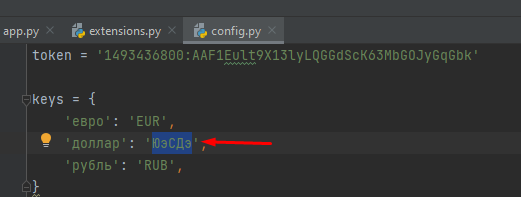 app.py extensions.py config.py
token = '1493436800:AAF1Eult9X13lyLQGGdScK63MbGOJyGqGbk'
keys = {
'евро': 'EUR',
'доллар': 'ЮэСДэ',
'рубль': 'RUB',
}